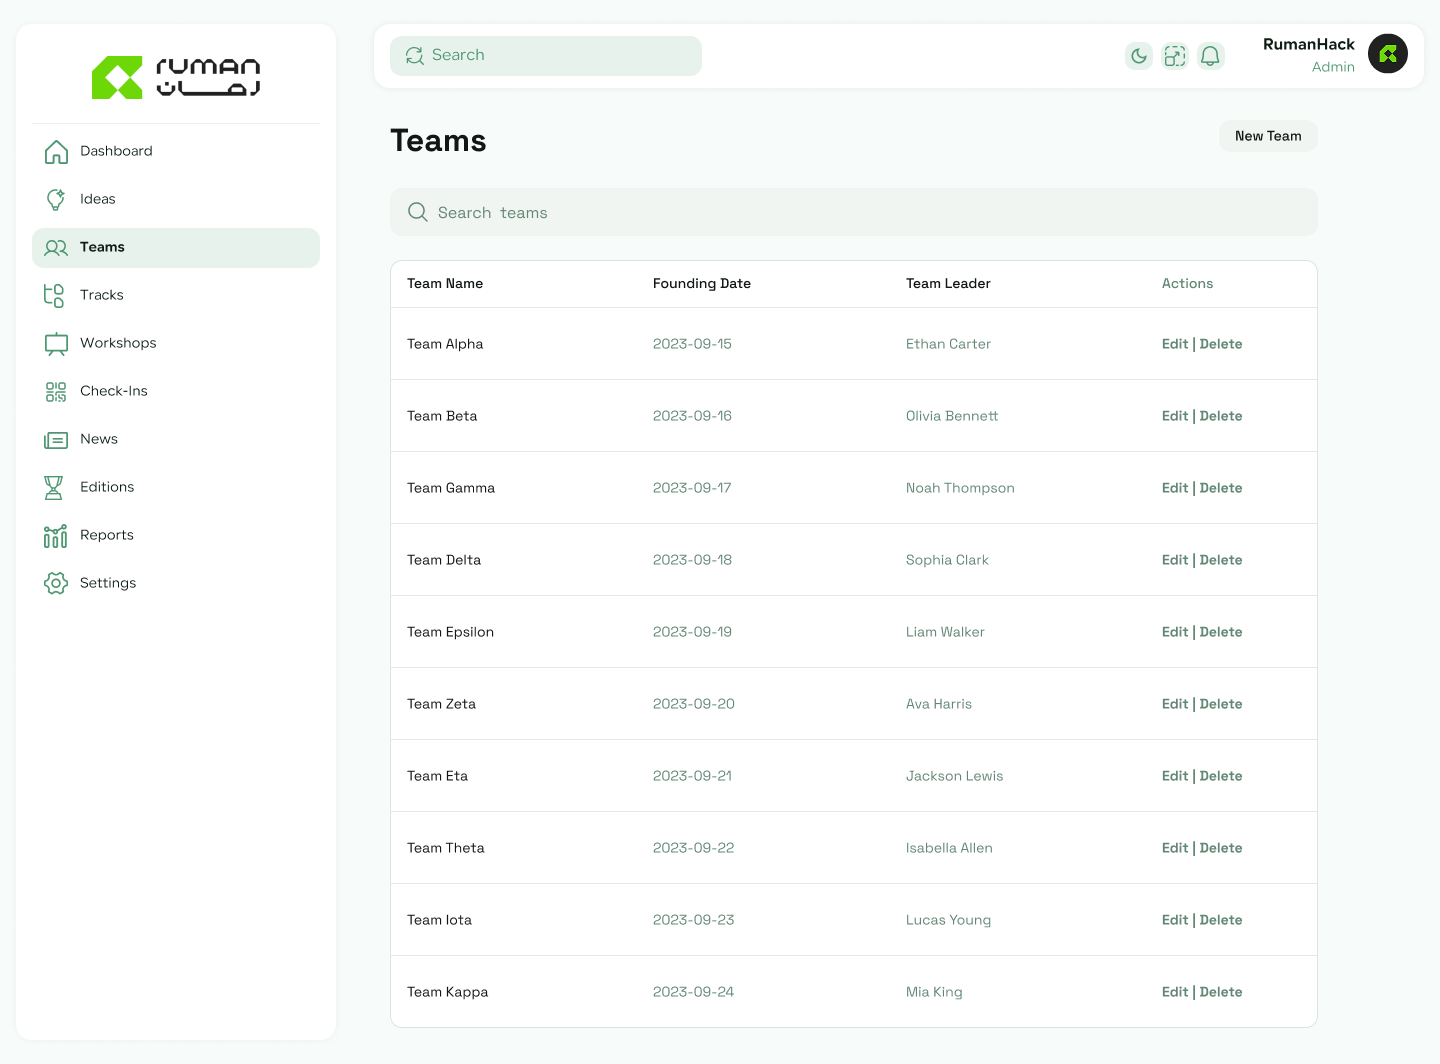 ruman
رمان
Dashboard
Ideas
Teams
Tracks
Workshops
Check-Ins
News
Editions
Reports
Settings
Search
RumanHack
Admin
Teams
New Team
Search teams
Team Name Founding Date Team Leader Actions
Team Alpha 2023-09-15 Ethan Carter Edit | Delete
Team Beta 2023-09-16 Olivia Bennett Edit | Delete
Team Gamma 2023-09-17 Noah Thompson Edit | Delete
Team Delta 2023-09-18 Sophia Clark Edit | Delete
Team Epsilon 2023-09-19 Liam Walker Edit | Delete
Team Zeta 2023-09-20 Ava Harris Edit | Delete
Team Eta 2023-09-21 Jackson Lewis Edit | Delete
Team Theta 2023-09-22 Isabella Allen Edit | Delete
Team Iota 2023-09-23 Lucas Young Edit | Delete
Team Kappa 2023-09-24 Mia King Edit | Delete